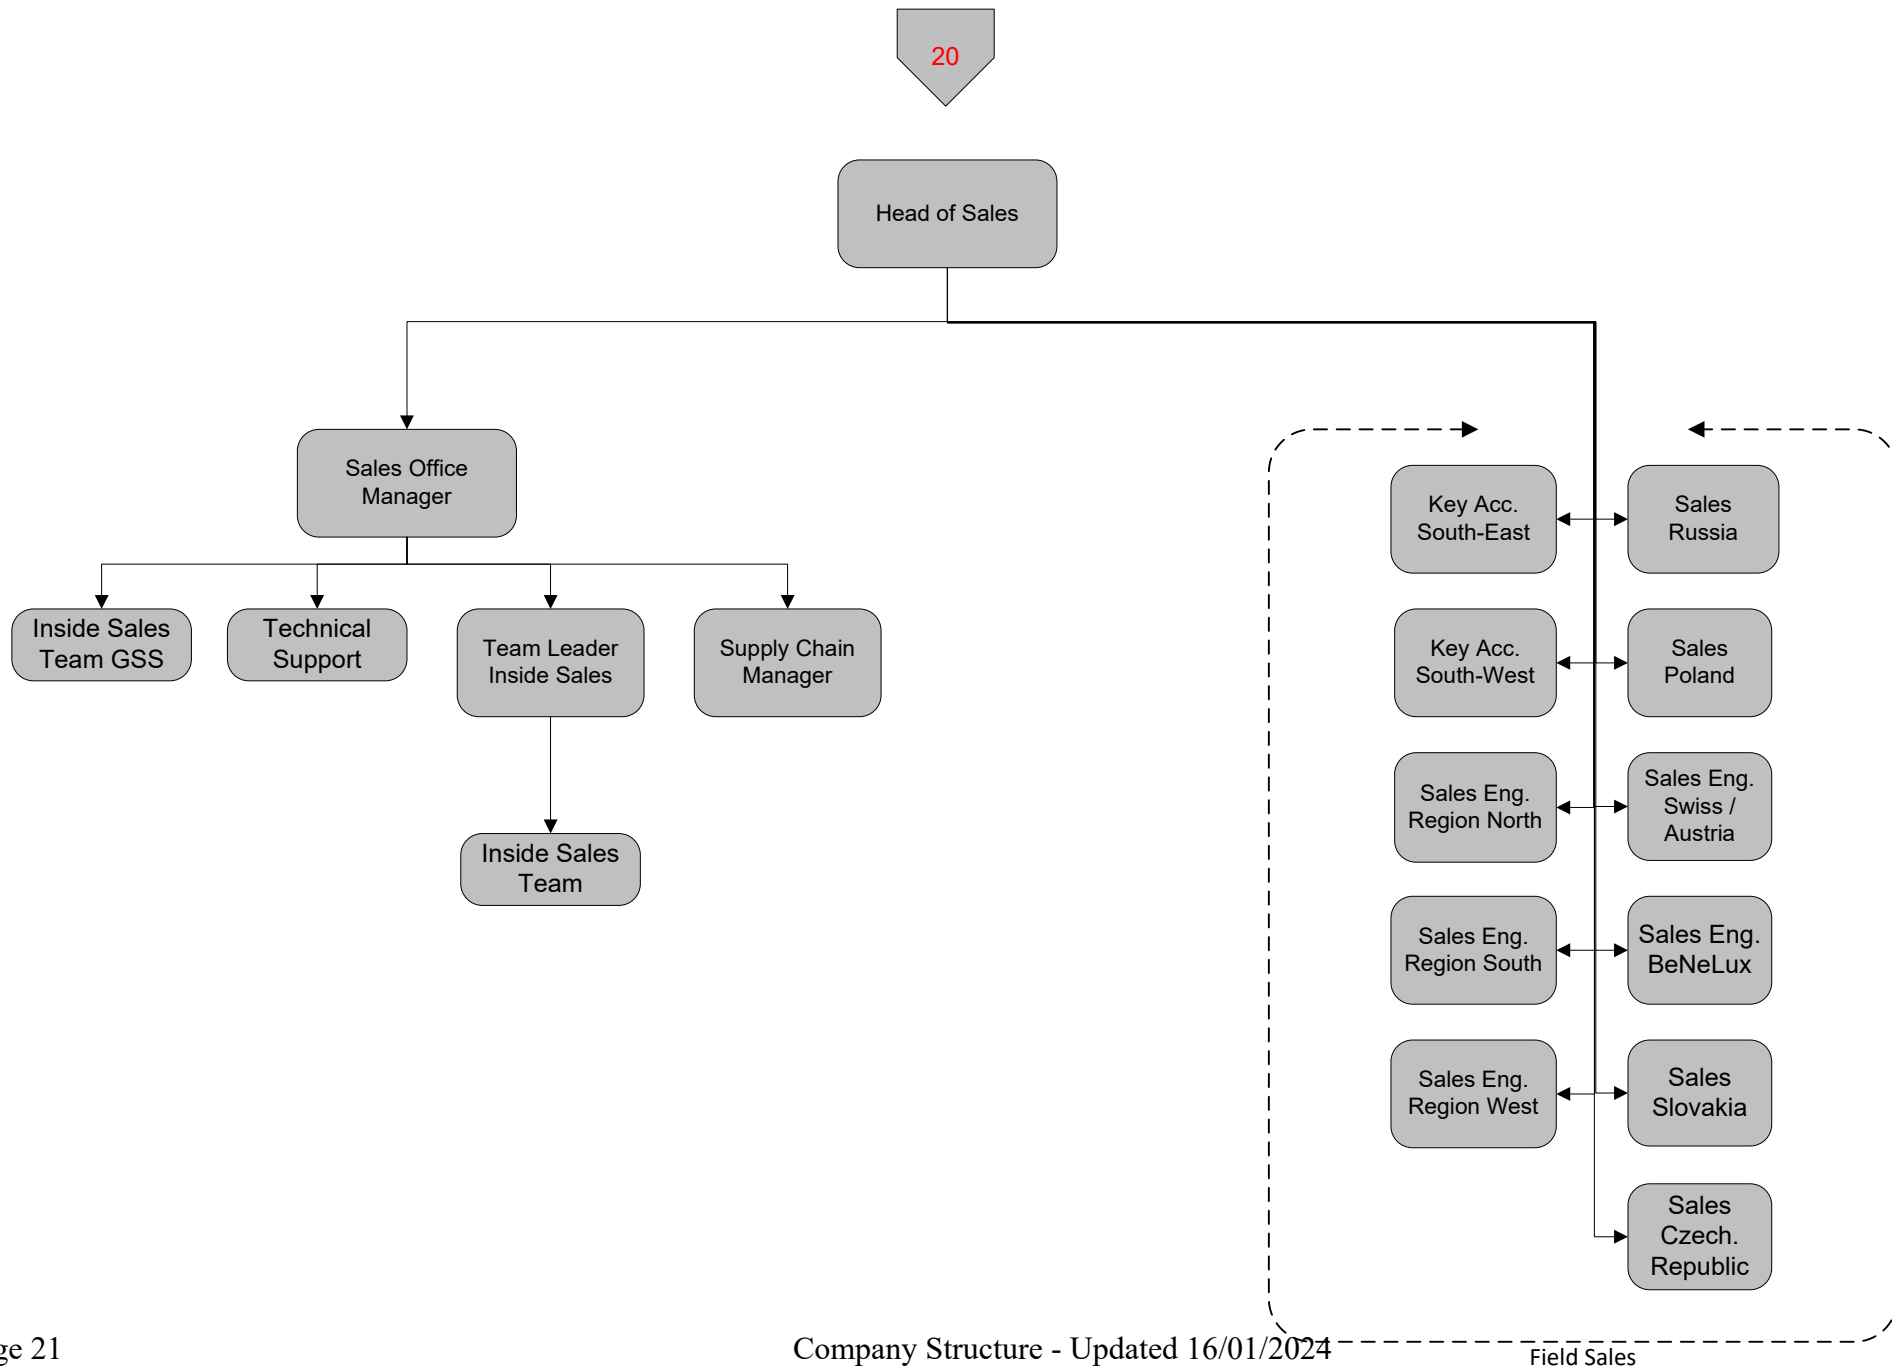 20
Head of Sales
Sales Office
Manager
Inside Sales
Team GSS
Technical
Support
Team Leader
Inside Sales
Supply Chain
Manager
Inside Sales
Team
Key Acc.
South-East
Sales
Russia
Key Acc.
South-West
Sales
Poland
Sales Eng.
Region North
Sales Eng.
Swiss /
Austria
Sales Eng.
Region South
Sales Eng.
BeNeLux
Sales Eng.
Region West
Sales
Slovakia
Sales
Czech.
Republic
ge 21
Company Structure - Updated 16/01/2024
Field Sales